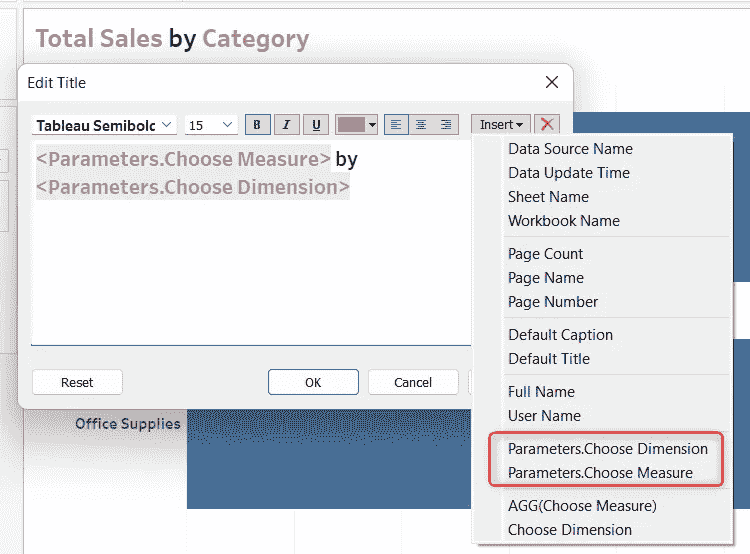 Total Sales by Category
Edit Title
Tableau Semibolc 15 B I U Insert
<Parameters.Choose Measure> by
<Parameters.Choose Dimension>
Data Source Name
Data Update Time
Sheet Name
Workbook Name
Page Count
Page Name
Page Number
Default Caption
Default Title
Full Name
User Name
Parameters.Choose Dimension
Parameters.Choose Measure
AGG(Choose Measure)
Choose Dimension
Reset OK Cancel
Office Supplies